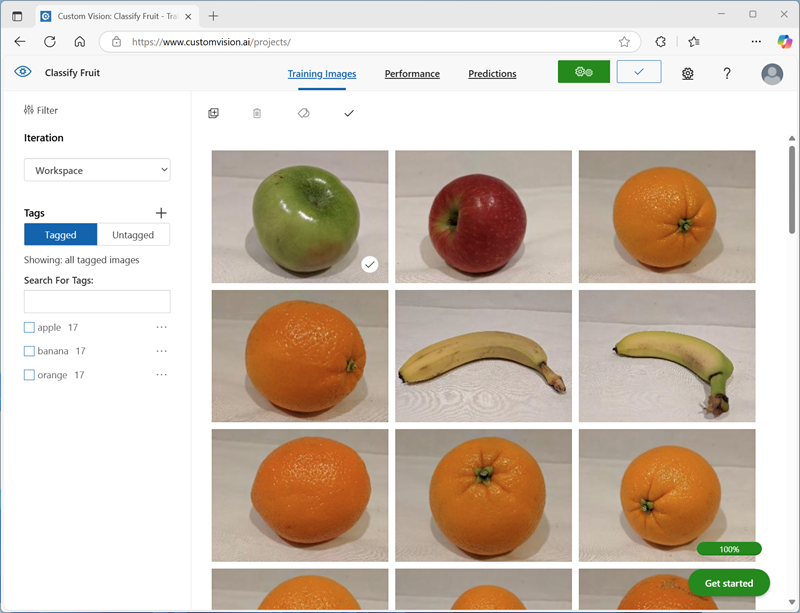 Custom Vision: Classify Fruit - Tra
https://www.customvision.ai/projects/
Classify Fruit
Training Images
Performance
Predictions
?
Filter
Iteration
Workspace
Tags
Tagged
Untagged
Showing: all tagged images
Search For Tags:
apple 17
banana 17
orange 17
100%
Get started